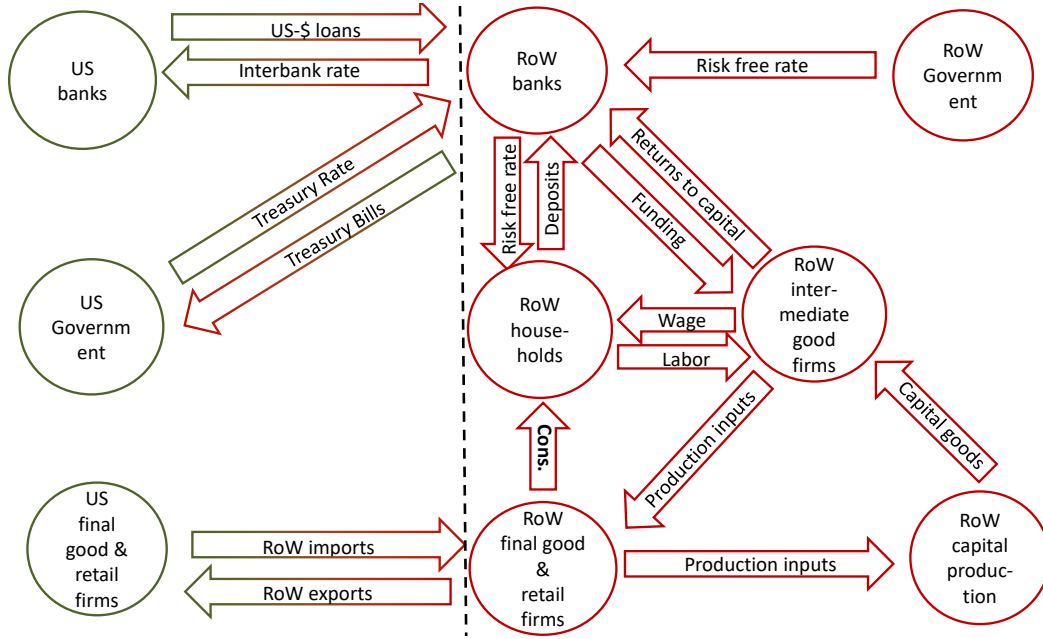 US
banks
US-$ loans
Interbank rate
RoW
banks
Risk free rate
RoW
Governm
ent
Treasury Rate
Treasury Bills
Risk free rate
Deposits
Returns to capital
Funding
US
Governm
ent
RoW
house-
holds
Wage
Labor
RoW
inter-
mediate
good
firms
Cons.
Production inputs
Capital goods
US
final
good &
retail
firms
RoW imports
RoW exports
RoW
final good
&
retail
firms
Production inputs
RoW
capital
produc-
tion